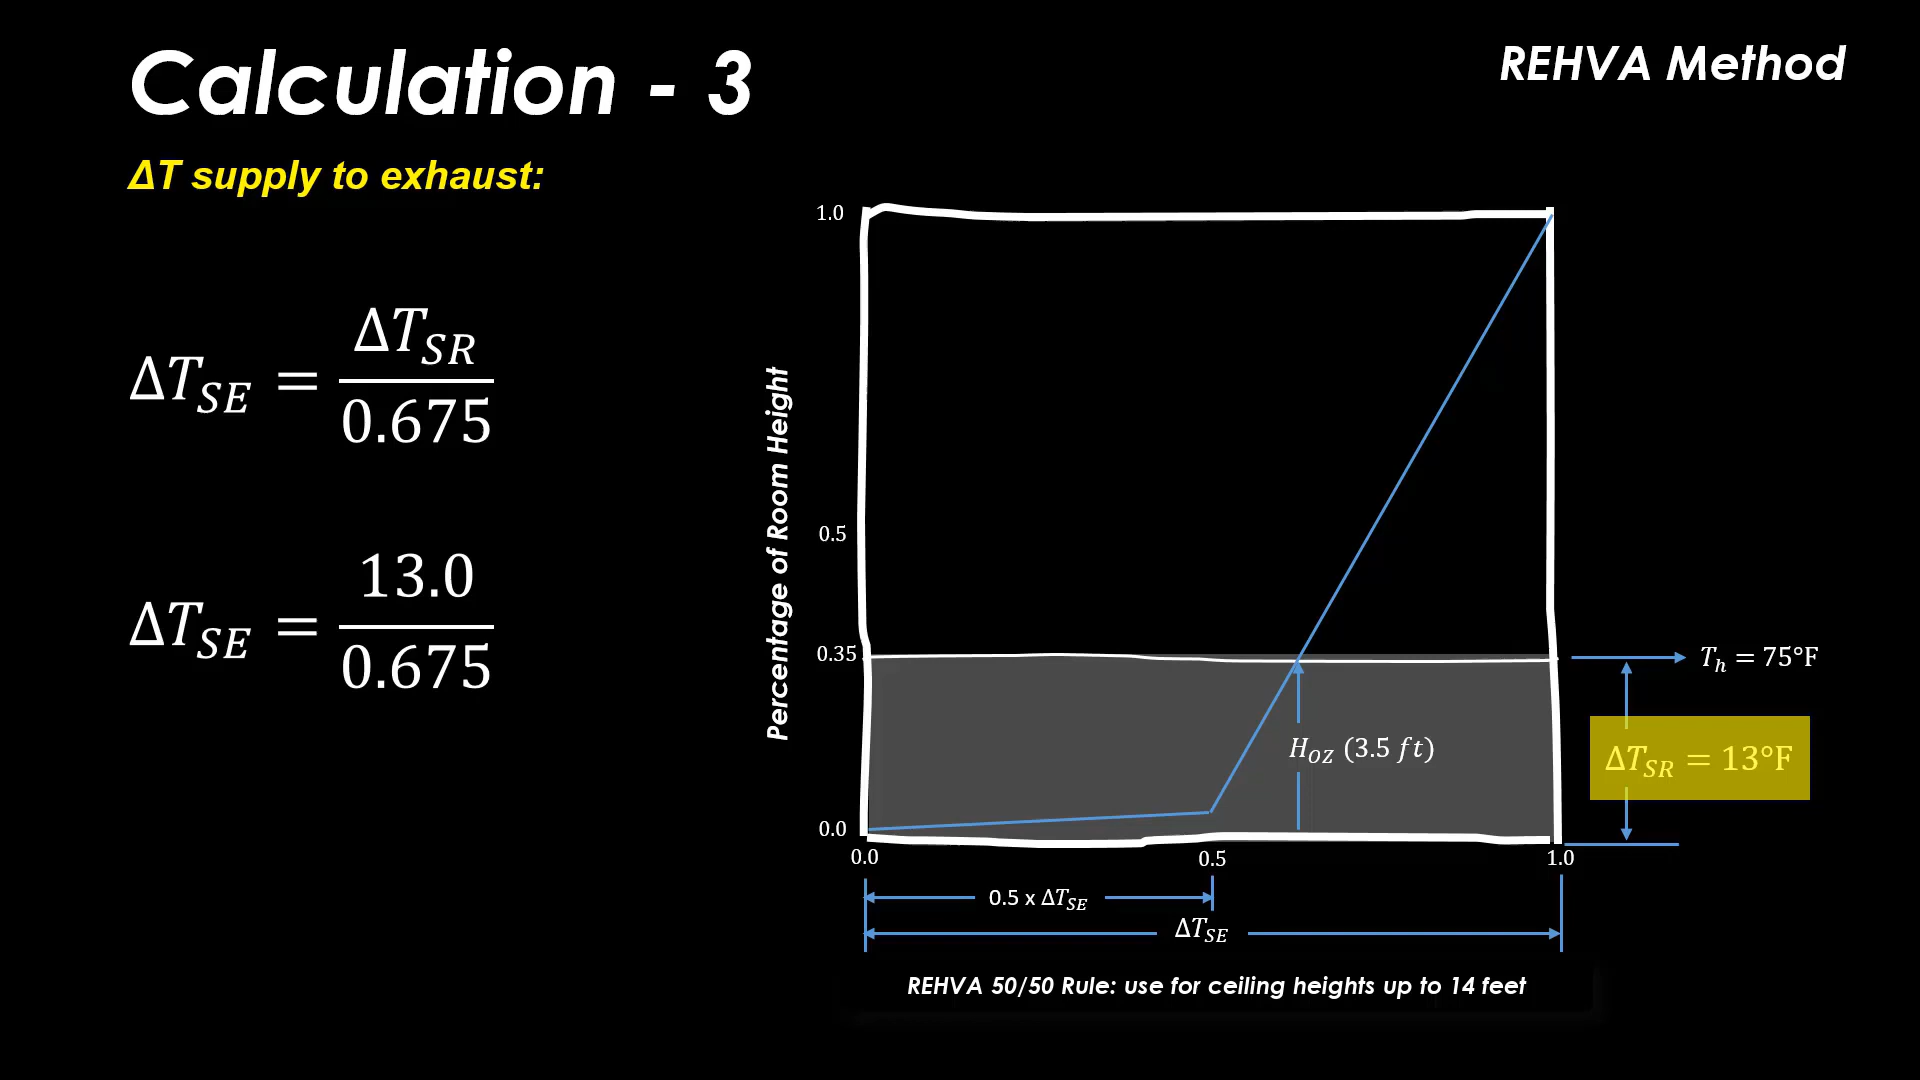 Calculation - 3
REHVA Method
ΔT supply to exhaust:
ΔT_SE = ΔT_SR / 0.675
ΔT_SE = 13.0 / 0.675
Percentage of Room Height
1.0
0.5
0.35
0.0
T_h = 75°F
ΔT_SR = 13°F
H_OZ (3.5 ft)
0.0
0.5
1.0
0.5 x ΔT_SE
ΔT_SE
REHVA 50/50 Rule: use for ceiling heights up to 14 feet